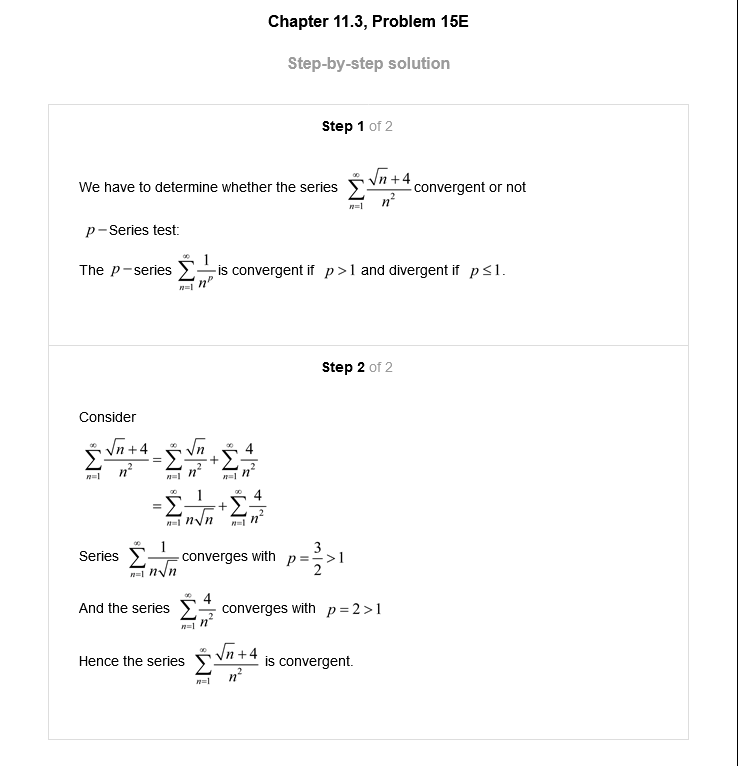 Chapter 11.3, Problem 15E
Step-by-step solution
Step 1 of 2
We have to determine whether the series $\sum_{n=1}^{\infty} \frac{\sqrt{n}+4}{n^2}$ convergent or not
p−Series test:
The p−series $\sum_{n=1}^{\infty} \frac{1}{n^p}$ is convergent if p>1 and divergent if p≤1.
Step 2 of 2
Consider
$\sum_{n=1}^{\infty} \frac{\sqrt{n}+4}{n^2} = \sum_{n=1}^{\infty} \frac{\sqrt{n}}{n^2} + \sum_{n=1}^{\infty} \frac{4}{n^2}$
$= \sum_{n=1}^{\infty} \frac{1}{n\sqrt{n}} + \sum_{n=1}^{\infty} \frac{4}{n^2}$
Series $\sum_{n=1}^{\infty} \frac{1}{n\sqrt{n}}$ converges with $p = \frac{3}{2} > 1$
And the series $\sum_{n=1}^{\infty} \frac{4}{n^2}$ converges with p=2>1
Hence the series $\sum_{n=1}^{\infty} \frac{\sqrt{n}+4}{n^2}$ is convergent.